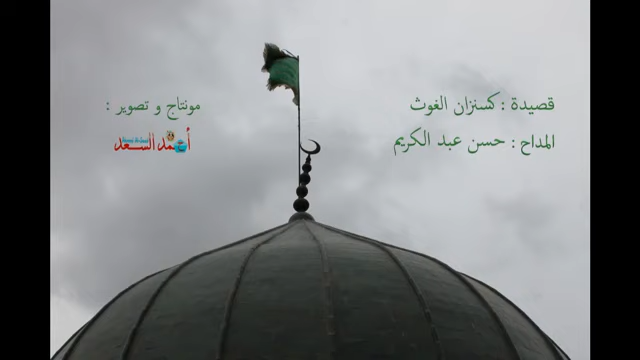 قصيدة : كسنزان الغوث
المداح : حسن عبد الكريم
مونتاج و تصوير :
أحمد السعد